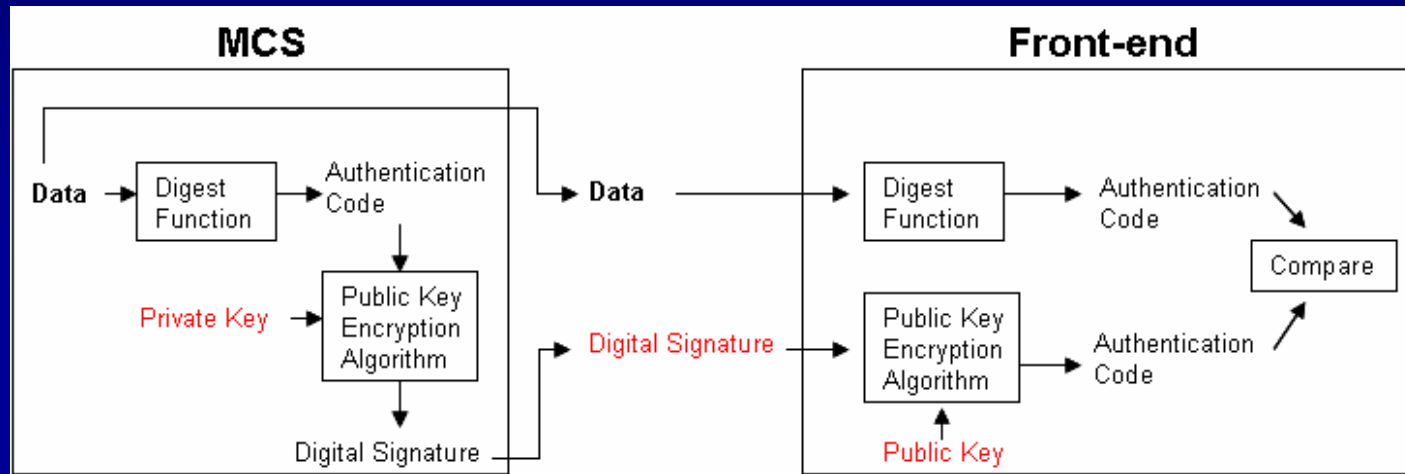 MCS
Data
Digest
Function
Authentication
Code
Private Key
Public Key
Encryption
Algorithm
Digital Signature
Data
Digital Signature
Front-end
Digest
Function
Authentication
Code
Compare
Public Key
Encryption
Algorithm
Authentication
Code
Public Key